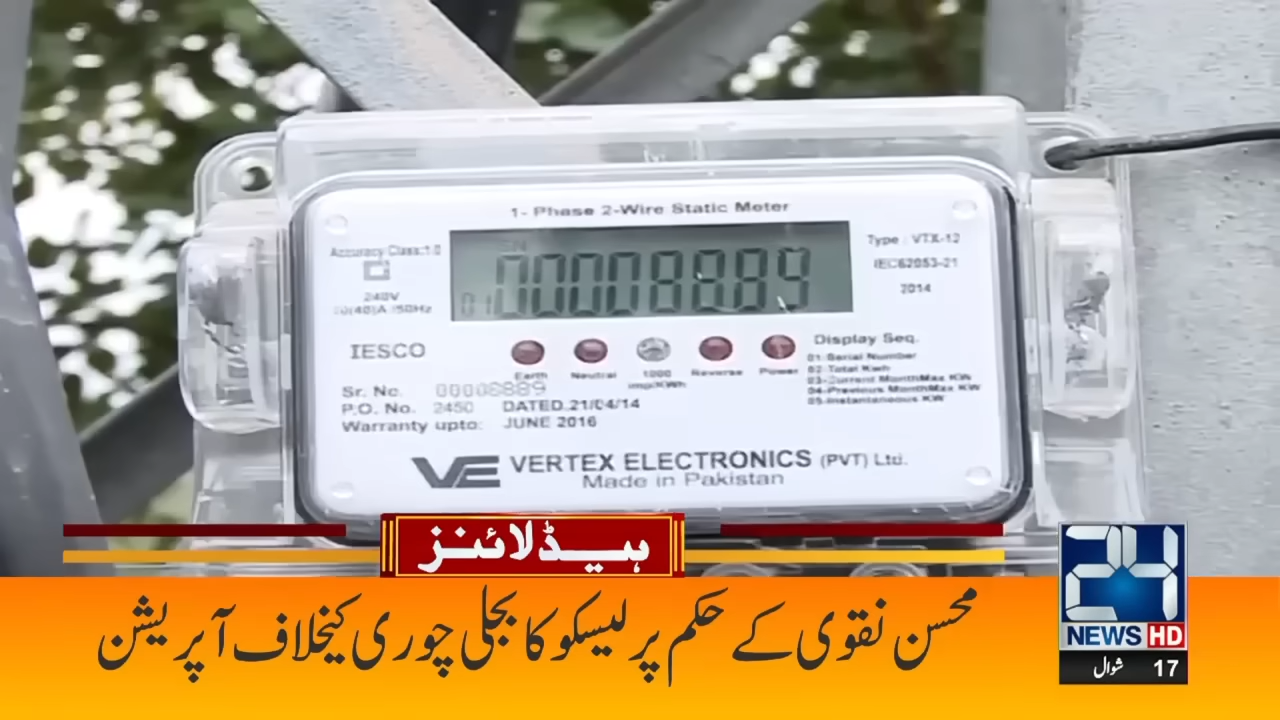 1- Phase 2-Wire Static Meter
Accuracy Class:1.0
240V
10(40)A /50Hz
SN
01 00008889
Type : VTX-12
IEC62053-21
2014
IESCO
Earth Neutral 1000 imp/KWh Reverse Power
Display Seq.
01-Serial Number
02-Total Kwh
03-Current MonthMax KW
04-Previous MonthMax KW
05-Instantaneous KW
Sr. No. 00008889
P.O. No. 2450 DATED.21/04/14
Warranty upto: JUNE 2016
VE VERTEX ELECTRONICS (PVT) Ltd.
Made in Pakistan
ہیڈلائنز
محسن نقوی کے حکم پر لیسکو کا بجلی چوری کیخلاف آپریشن
24
NEWS HD
17 شوال